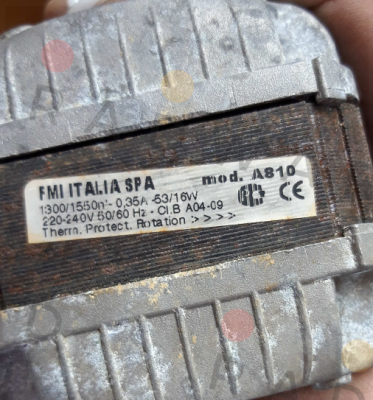 FMI ITALIA SPA mod. A810
1300/1550n¹- 0,35A -53/16W
220-240V 50/60 Hz - Cl.B A04-09
Therm. Protect. Rotation >>>>
CE